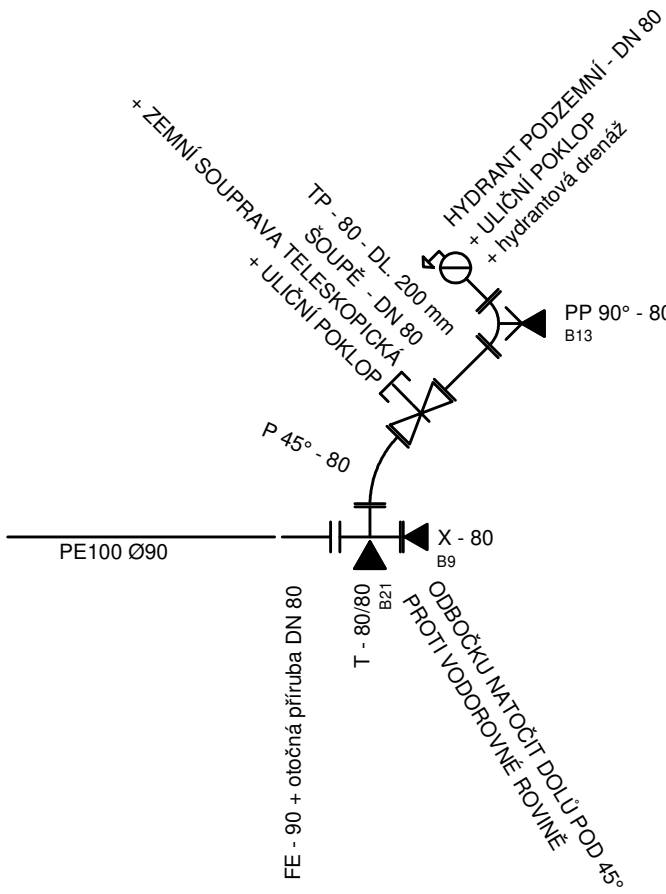 HYDRANT PODZEMNÍ - DN 80
+ ULIČNÍ POKLOP
+ hydrantová drenáž
TP - 80 - DL. 200 mm
ŠOUPĚ - DN 80
+ ZEMNÍ SOUPRAVA TELESKOPICKÁ
+ ULIČNÍ POKLOP
PP 90° - 80
B13
P 45° - 80
PE100 Ø90
X - 80
B9
FE - 90 + otočná příruba DN 80
T - 80/80
B21
ODBOČKU NATOČIT DOLŮ POD 45°
PROTI VODOROVNÉ ROVINĚ